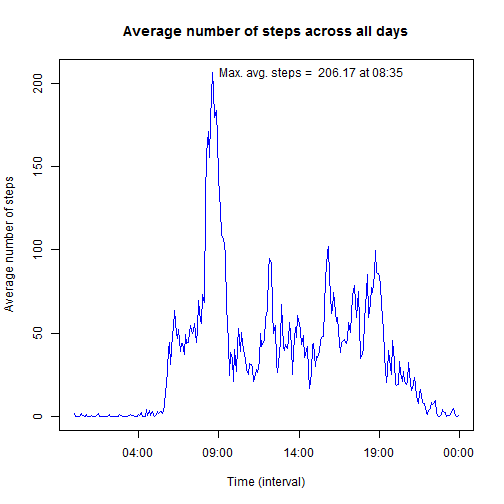 Average number of steps across all days
Max. avg. steps =  206.17 at 08:35
Average number of steps
200
150
100
50
0
04:00 09:00 14:00 19:00 00:00
Time (interval)